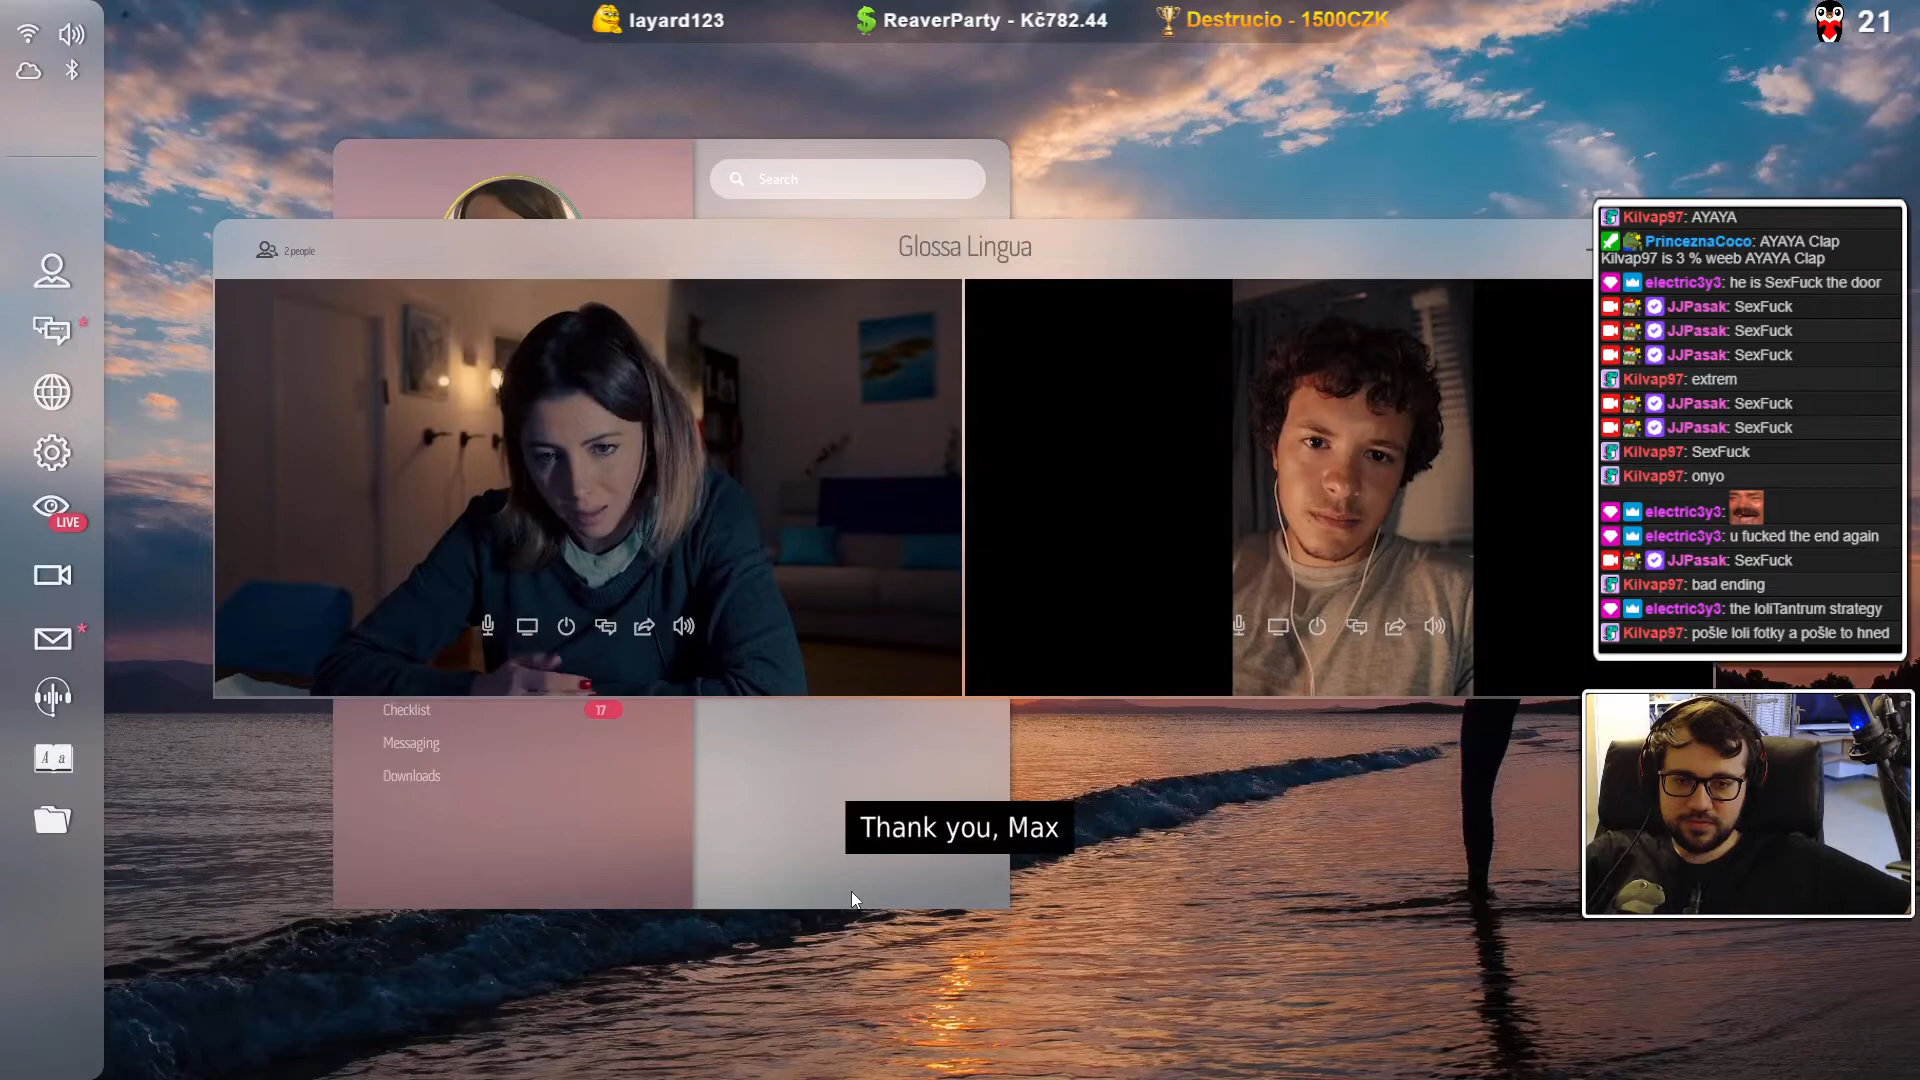 layard123
ReaverParty - Kč782.44
Destrucio - 1500CZK
21
Search
2 people
Glossa Lingua
LIVE
A a
Checklist 17
Messaging
Downloads
Thank you, Max
Kilvap97: AYAYA
PrinceznaCoco: AYAYA Clap
Kilvap97 is 3 % weeb AYAYA Clap
electric3y3: he is SexFuck the door
JJPasak: SexFuck
JJPasak: SexFuck
JJPasak: SexFuck
Kilvap97: extrem
JJPasak: SexFuck
JJPasak: SexFuck
Kilvap97: SexFuck
Kilvap97: onyo
electric3y3:
electric3y3: u fucked the end again
JJPasak: SexFuck
Kilvap97: bad ending
electric3y3: the loliTantrum strategy
Kilvap97: pošle loli fotky a pošle to hned